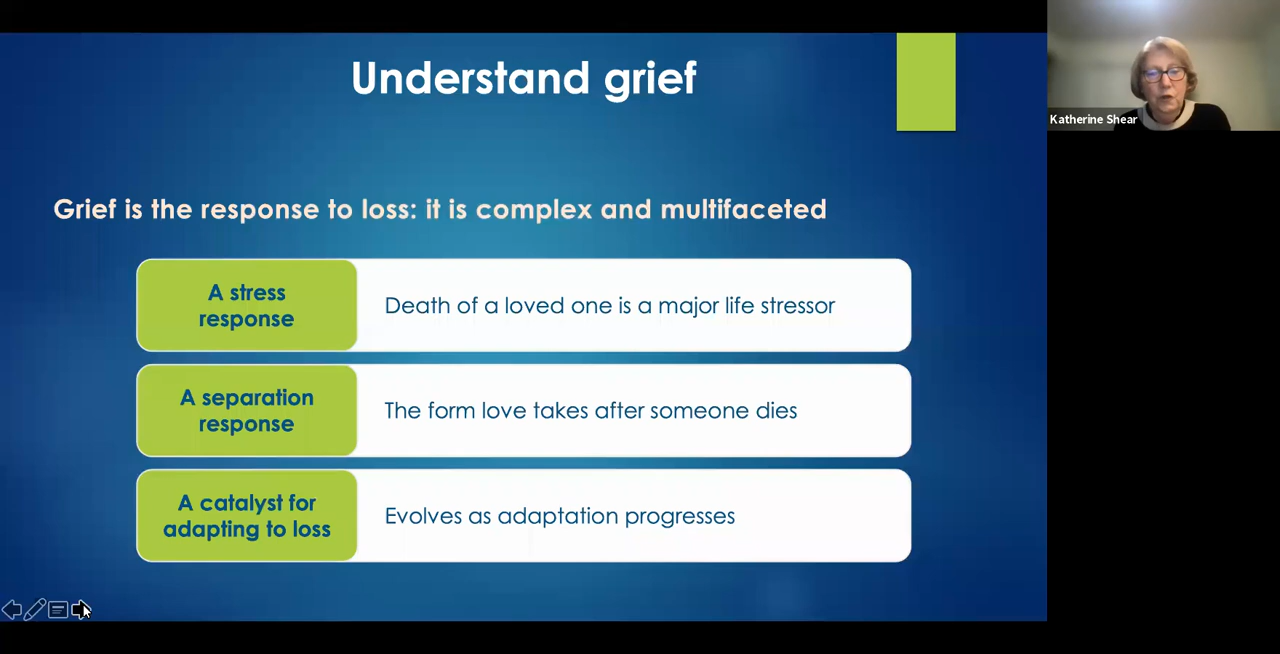 Understand grief
Katherine Shear
Grief is the response to loss: it is complex and multifaceted
A stress
response
Death of a loved one is a major life stressor
A separation
response
The form love takes after someone dies
A catalyst for
adapting to loss
Evolves as adaptation progresses